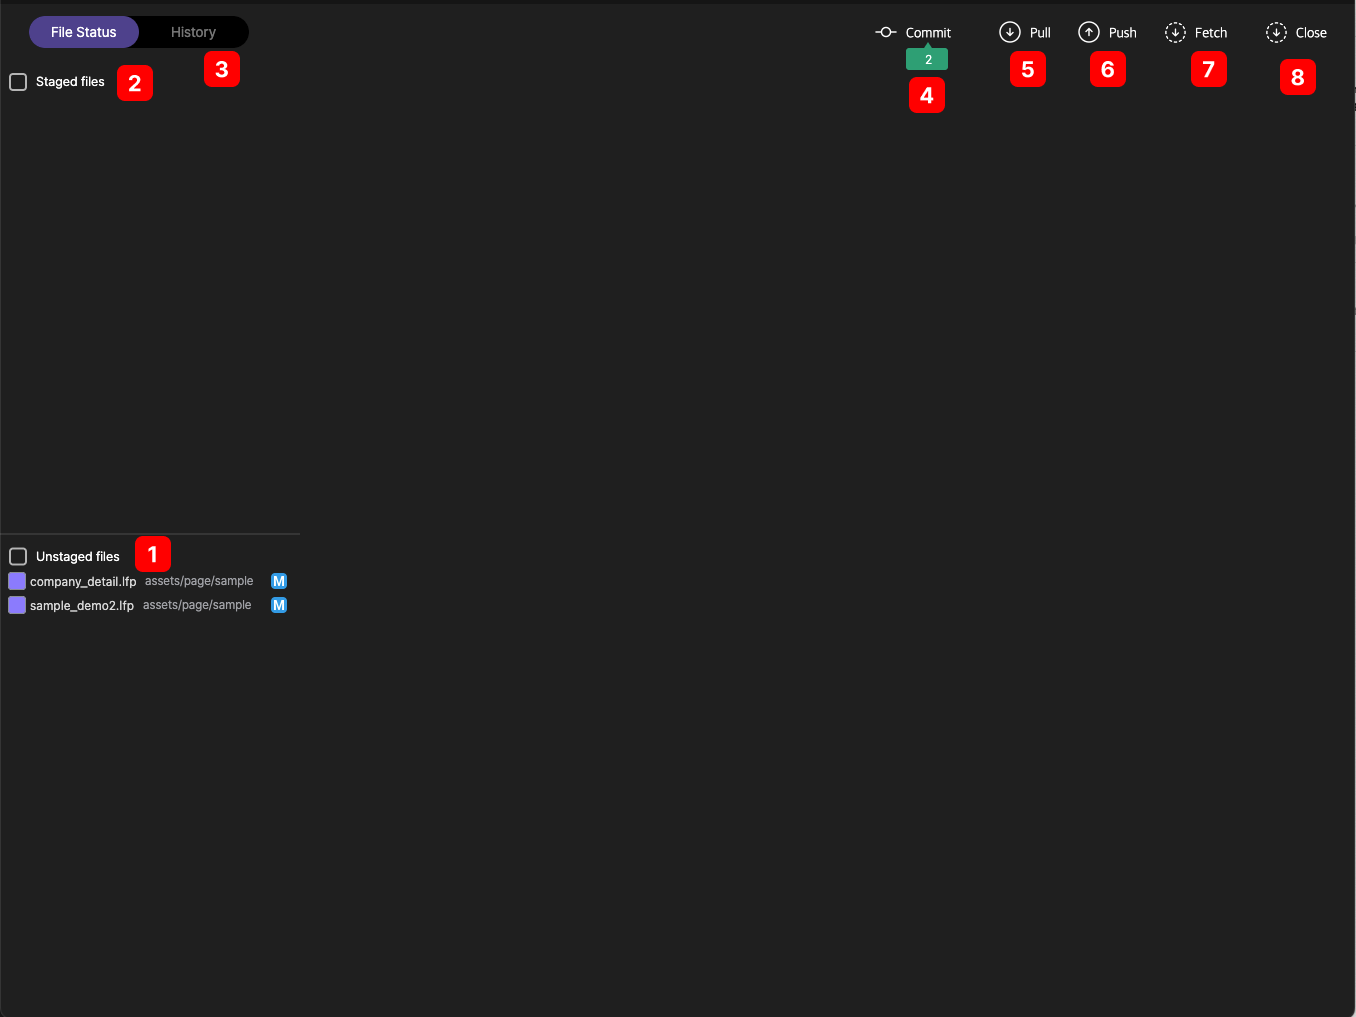 File Status
History
3
Commit
2
4
Pull
5
Push
6
Fetch
7
Close
8
Staged files
2
Unstaged files
1
company_detail.lfp assets/page/sample M
sample_demo2.lfp assets/page/sample M